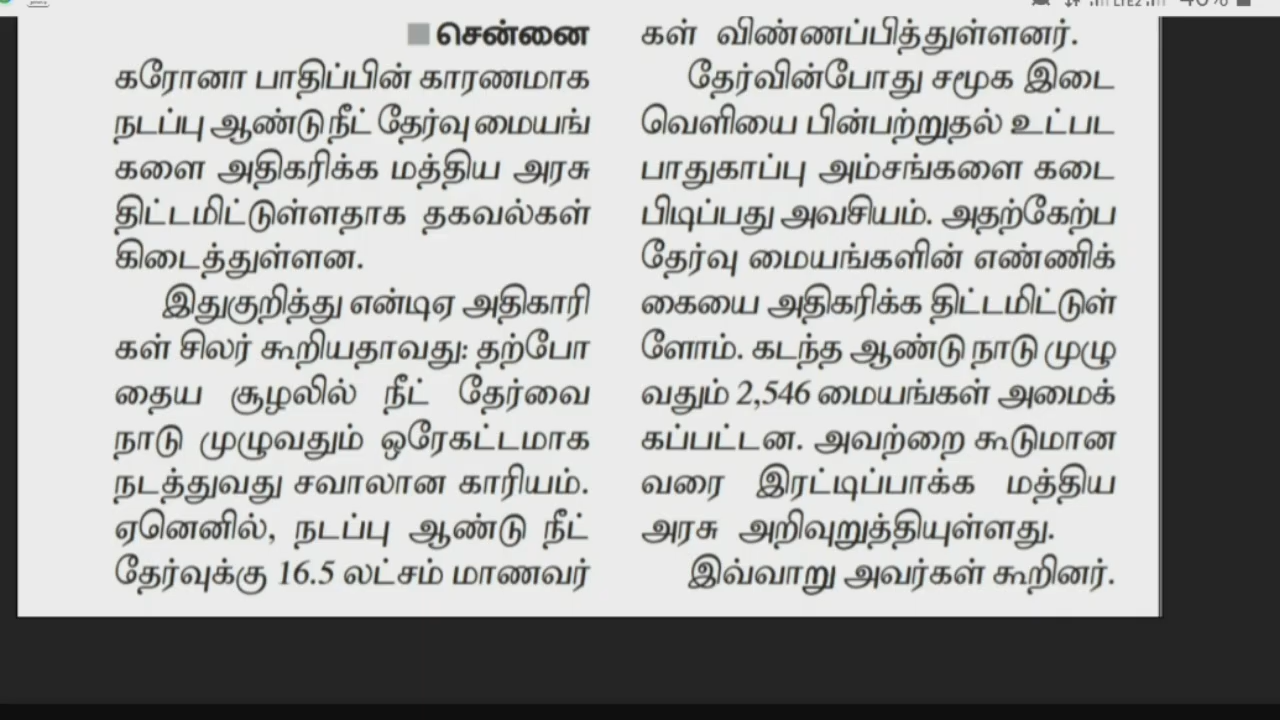 சென்னை
கரோனா பாதிப்பின் காரணமாக
நடப்பு ஆண்டு நீட் தேர்வு மையங்
களை அதிகரிக்க மத்திய அரசு
திட்டமிட்டுள்ளதாக தகவல்கள்
கிடைத்துள்ளன.
இதுகுறித்து என்டிஏ அதிகாரி
கள் சிலர் கூறியதாவது: தற்போ
தைய சூழலில் நீட் தேர்வை
நாடு முழுவதும் ஒரேகட்டமாக
நடத்துவது சவாலான காரியம்.
ஏனெனில், நடப்பு ஆண்டு நீட்
தேர்வுக்கு 16.5 லட்சம் மாணவர்
கள் விண்ணப்பித்துள்ளனர்.
தேர்வின்போது சமூக இடை
வெளியை பின்பற்றுதல் உட்பட
பாதுகாப்பு அம்சங்களை கடை
பிடிப்பது அவசியம். அதற்கேற்ப
தேர்வு மையங்களின் எண்ணிக்
கையை அதிகரிக்க திட்டமிட்டுள்
ளோம். கடந்த ஆண்டு நாடு முழு
வதும் 2,546 மையங்கள் அமைக்
கப்பட்டன. அவற்றை கூடுமான
வரை இரட்டிப்பாக்க மத்திய
அரசு அறிவுறுத்தியுள்ளது.
இவ்வாறு அவர்கள் கூறினர்.